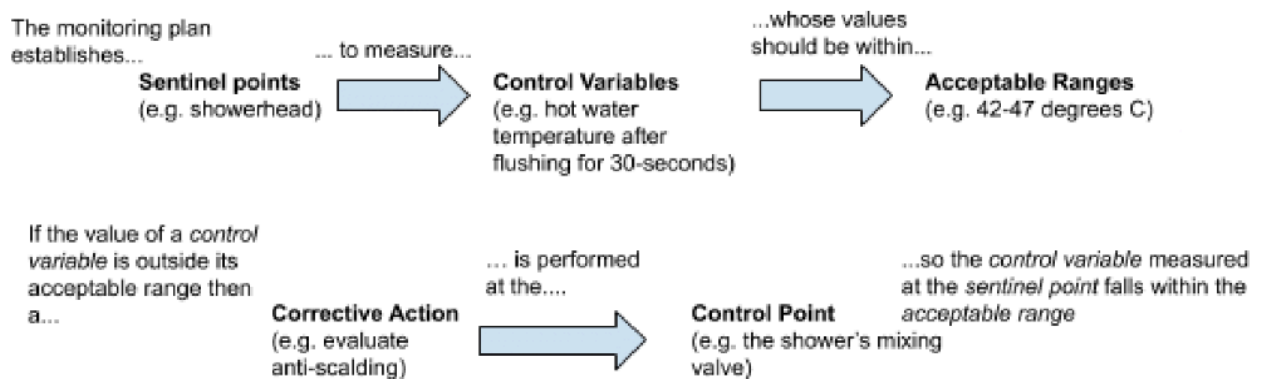 The monitoring plan
establishes...
Sentinel points
(e.g. showerhead)
... to measure...
Control Variables
(e.g. hot water
temperature after
flushing for 30-seconds)
...whose values
should be within...
Acceptable Ranges
(e.g. 42-47 degrees C)
If the value of a control
variable is outside its
acceptable range then
a...
Corrective Action
(e.g. evaluate
anti-scalding)
... is performed
at the....
Control Point
(e.g. the shower's mixing
valve)
...so the control variable measured
at the sentinel point falls within the
acceptable range